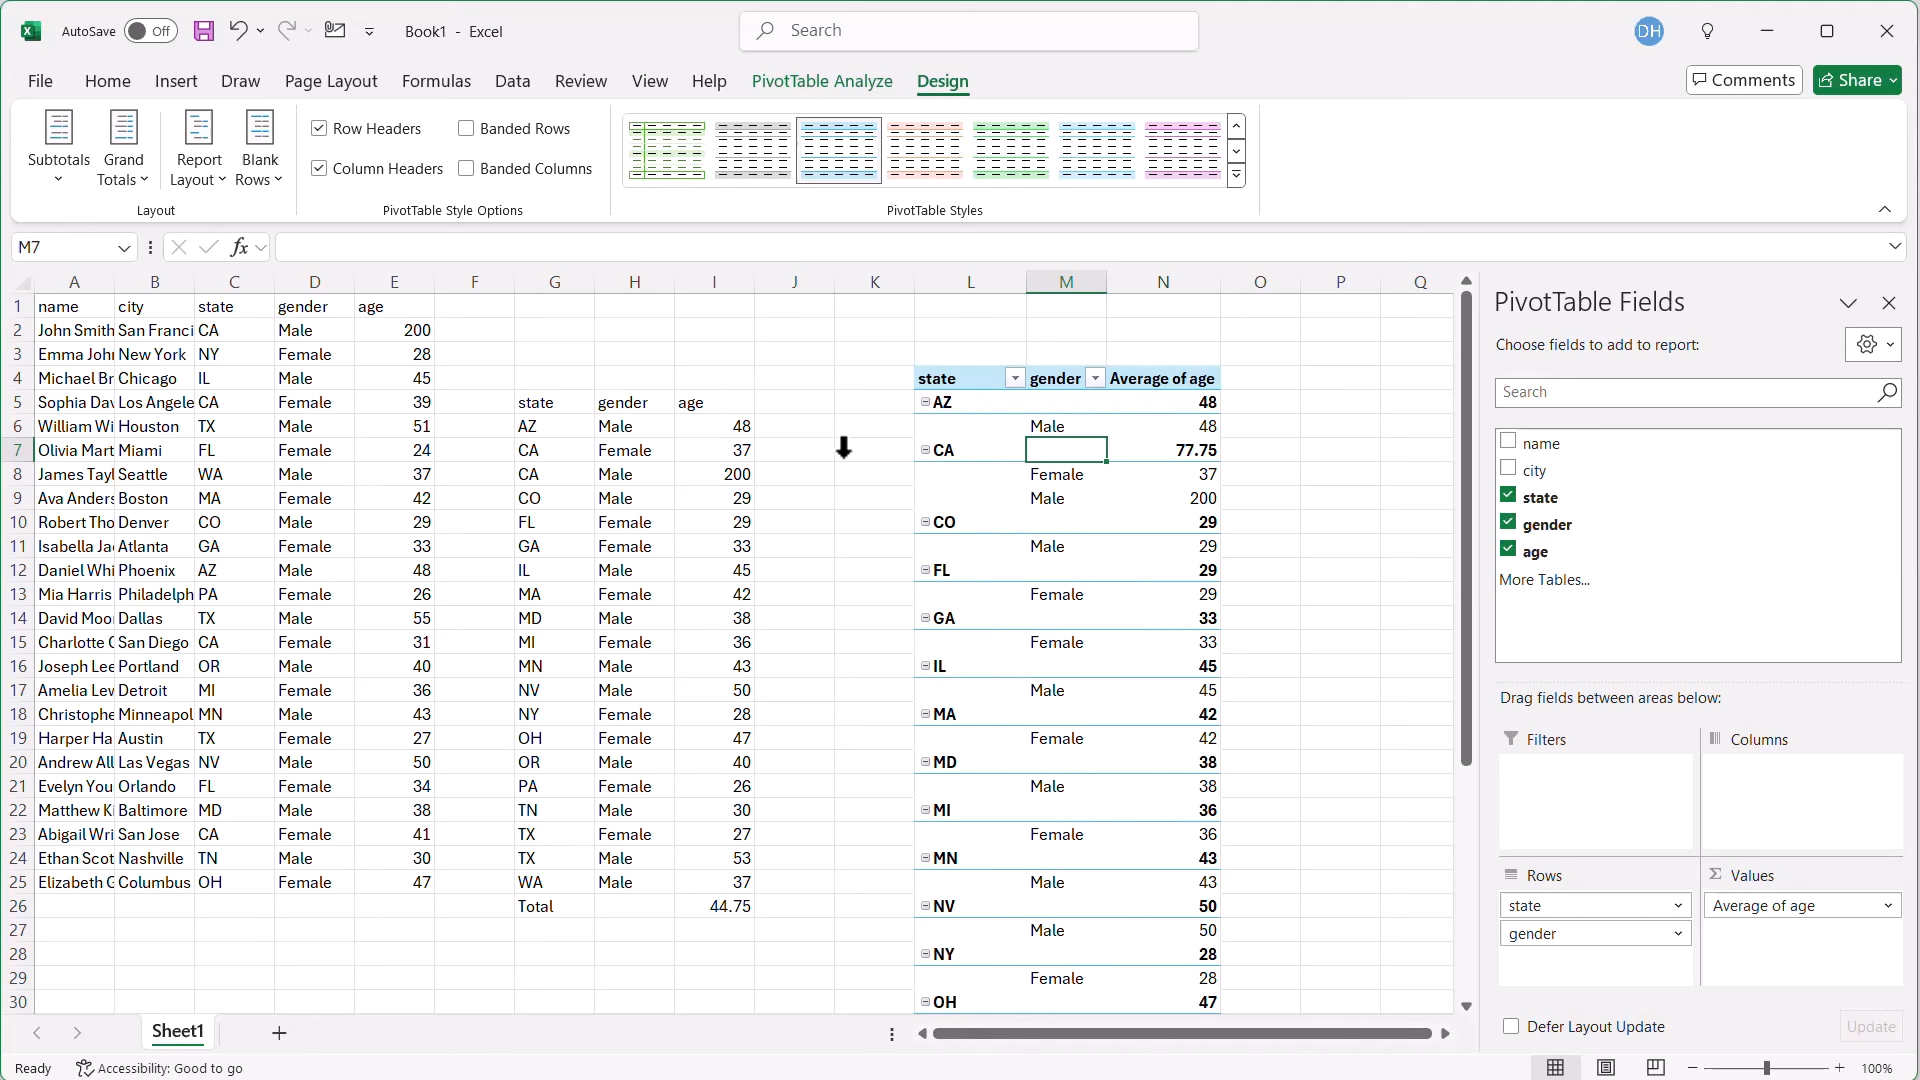 AutoSave Off Book1 - Excel Search DH
File Home Insert Draw Page Layout Formulas Data Review View Help PivotTable Analyze Design Comments Share
Subtotals Grand Totals Report Layout Blank Rows
Row Headers Banded Rows
Column Headers Banded Columns
Layout PivotTable Style Options PivotTable Styles
M7 fx
A B C D E F G H I J K L M N O P Q
1 name city state gender age
2 John Smith San Franci CA Male 200
3 Emma Joh New York NY Female 28
4 Michael Br Chicago IL Male 45 state gender Average of age
5 Sophia Dav Los Angele CA Female 39 state gender age AZ 48
6 William Wi Houston TX Male 51 AZ Male 48 Male 48
7 Olivia Mart Miami FL Female 24 CA Female 37 CA 77.75
8 James Tayl Seattle WA Male 37 CA Male 200 Female 37
9 Ava Anders Boston MA Female 42 CO Male 29 Male 200
10 Robert Tho Denver CO Male 29 FL Female 29 CO 29
11 Isabella Ja Atlanta GA Female 33 GA Female 33 Male 29
12 Daniel Whi Phoenix AZ Male 48 IL Male 45 FL 29
13 Mia Harris Philadelph PA Female 26 MA Female 42 Female 29
14 David Moo Dallas TX Male 55 MD Male 38 GA 33
15 Charlotte San Diego CA Female 31 MI Female 36 Female 33
16 Joseph Lee Portland OR Male 40 MN Male 43 IL 45
17 Amelia Lew Detroit MI Female 36 NV Male 50 Male 45
18 Christophe Minneapol MN Male 43 NY Female 28 MA 42
19 Harper Ha Austin TX Female 27 OH Female 47 Female 42
20 Andrew All Las Vegas NV Male 50 OR Male 40 MD 38
21 Evelyn You Orlando FL Female 34 PA Female 26 Male 38
22 Matthew Ki Baltimore MD Male 38 TN Male 30 MI 36
23 Abigail Wri San Jose CA Female 41 TX Female 27 Female 36
24 Ethan Scot Nashville TN Male 30 TX Male 53 MN 43
25 Elizabeth G Columbus OH Female 47 WA Male 37 Male 43
26 Total 44.75 NV 50
27 Male 50
28 NY 28
29 Female 28
30 OH 47
PivotTable Fields
Choose fields to add to report:
Search
name
city
state
gender
age
More Tables...
Drag fields between areas below:
Filters Columns
Rows Values
state Average of age
gender
Defer Layout Update Update
Sheet1
Ready Accessibility: Good to go 100%